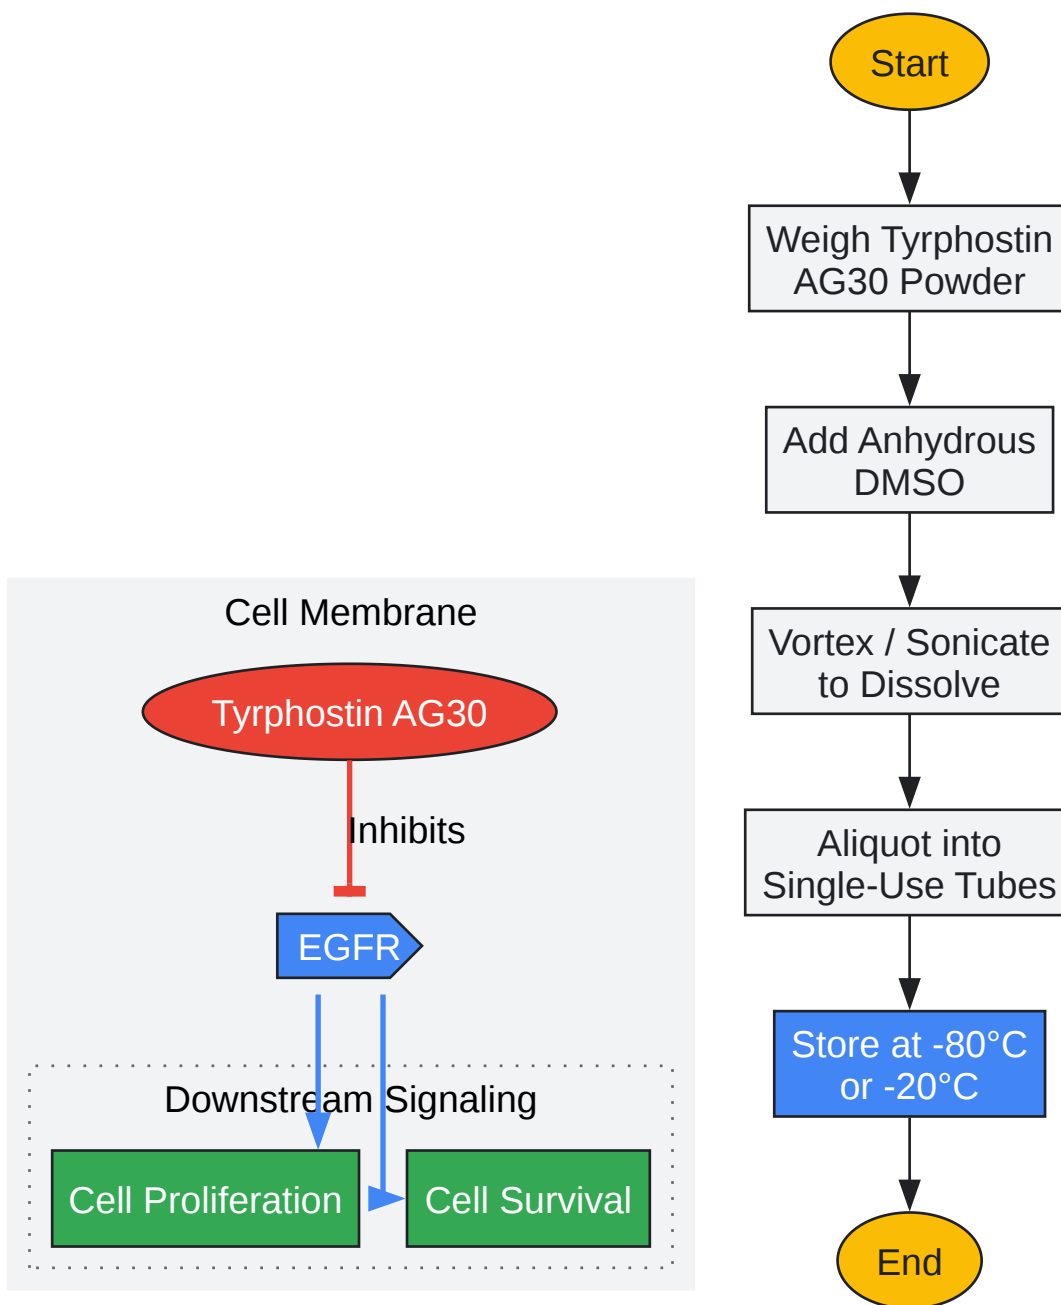 Start
Weigh Tyrphostin
AG30 Powder
Add Anhydrous
DMSO
Vortex / Sonicate
to Dissolve
Aliquot into
Single-Use Tubes
Store at -80°C
or -20°C
End
Cell Membrane
Tyrphostin AG30
Inhibits
EGFR
Downstream Signaling
Cell Proliferation
Cell Survival